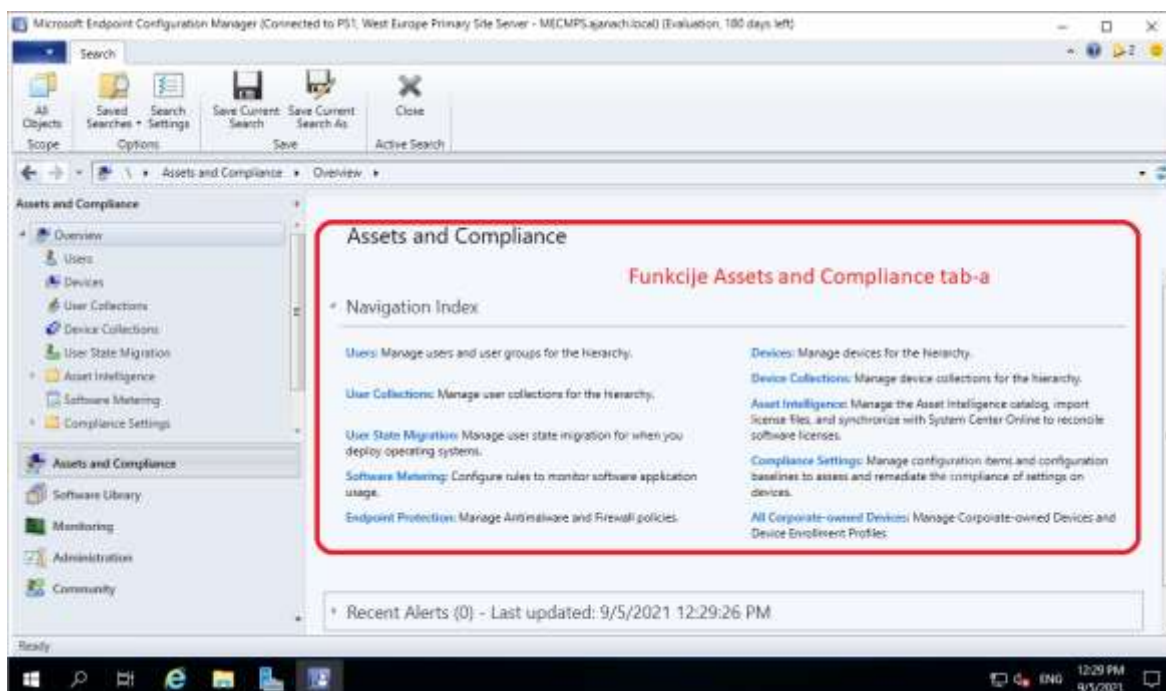 Microsoft Endpoint Configuration Manager (Connected to PS1, West Europe Primary Site Server - MECMPS.ajanach.local) (Evaluation, 180 days left)
Search
2
All Objects
Saved Searches
Search Settings
Save Current Search
Save Current Search As
Close
Scope
Options
Save
Active Search
\ Assets and Compliance Overview
Assets and Compliance
Overview
Users
Devices
User Collections
Device Collections
User State Migration
Asset Intelligence
Software Metering
Compliance Settings
Assets and Compliance
Software Library
Monitoring
Administration
Community
Assets and Compliance
Funkcije Assets and Compliance tab-a
Navigation Index
Users: Manage users and user groups for the hierarchy.
User Collections: Manage user collections for the hierarchy.
User State Migration: Manage user state migration for when you
deploy operating systems.
Software Metering: Configure rules to monitor software application
usage.
Endpoint Protection: Manage Antimalware and Firewall policies.
Devices: Manage devices for the hierarchy.
Device Collections: Manage device collections for the hierarchy.
Asset Intelligence: Manage the Asset Intelligence catalog, import
license files, and synchronize with System Center Online to reconcile
software licenses.
Compliance Settings: Manage configuration items and configuration
baselines to assess and remediate the compliance of settings on
devices.
All Corporate-owned Devices: Manage Corporate-owned Devices and
Device Enrollment Profiles
Recent Alerts (0) - Last updated: 9/5/2021 12:29:26 PM
Ready
ENG
12:29 PM
9/5/2021